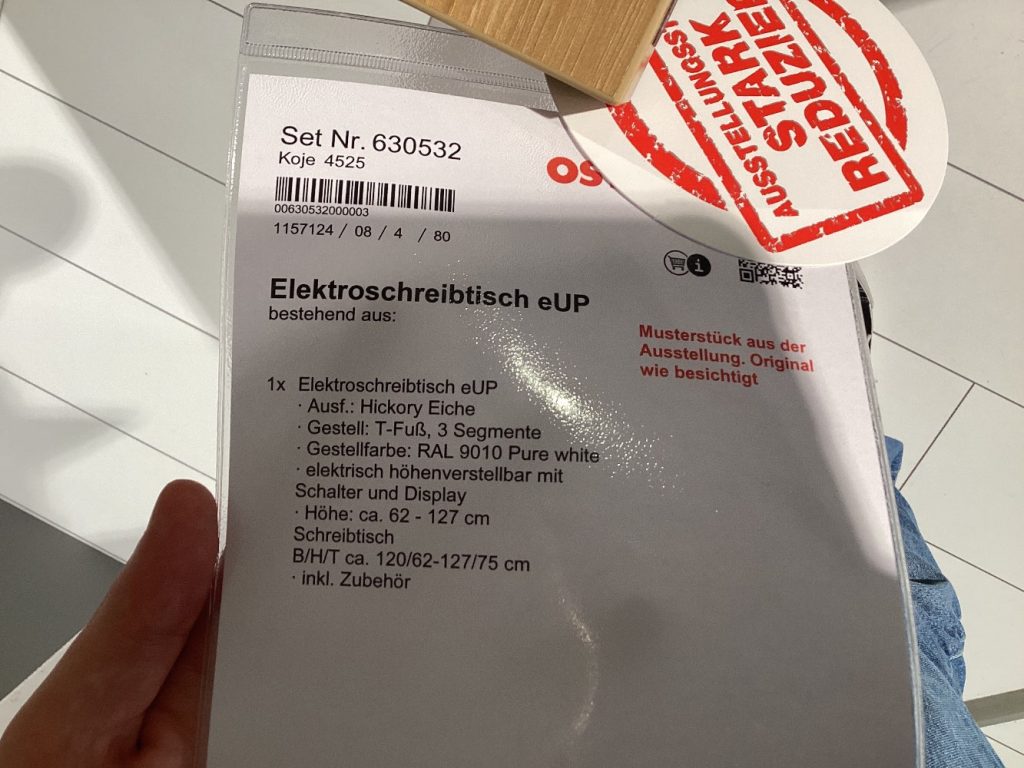 Set Nr. 630532
Koje 4525
00630532000003
1157124 / 08 / 4 / 80
STARK
REDUZIER
i
Elektroschreibtisch eUP
bestehend aus:
Musterstück aus der
Ausstellung. Original
wie besichtigt
1x Elektroschreibtisch eUP
· Ausf.: Hickory Eiche
· Gestell: T-Fuß, 3 Segmente
· Gestellfarbe: RAL 9010 Pure white
· elektrisch höhenverstellbar mit
Schalter und Display
· Höhe: ca. 62 - 127 cm
Schreibtisch
B/H/T ca. 120/62-127/75 cm
· inkl. Zubehör